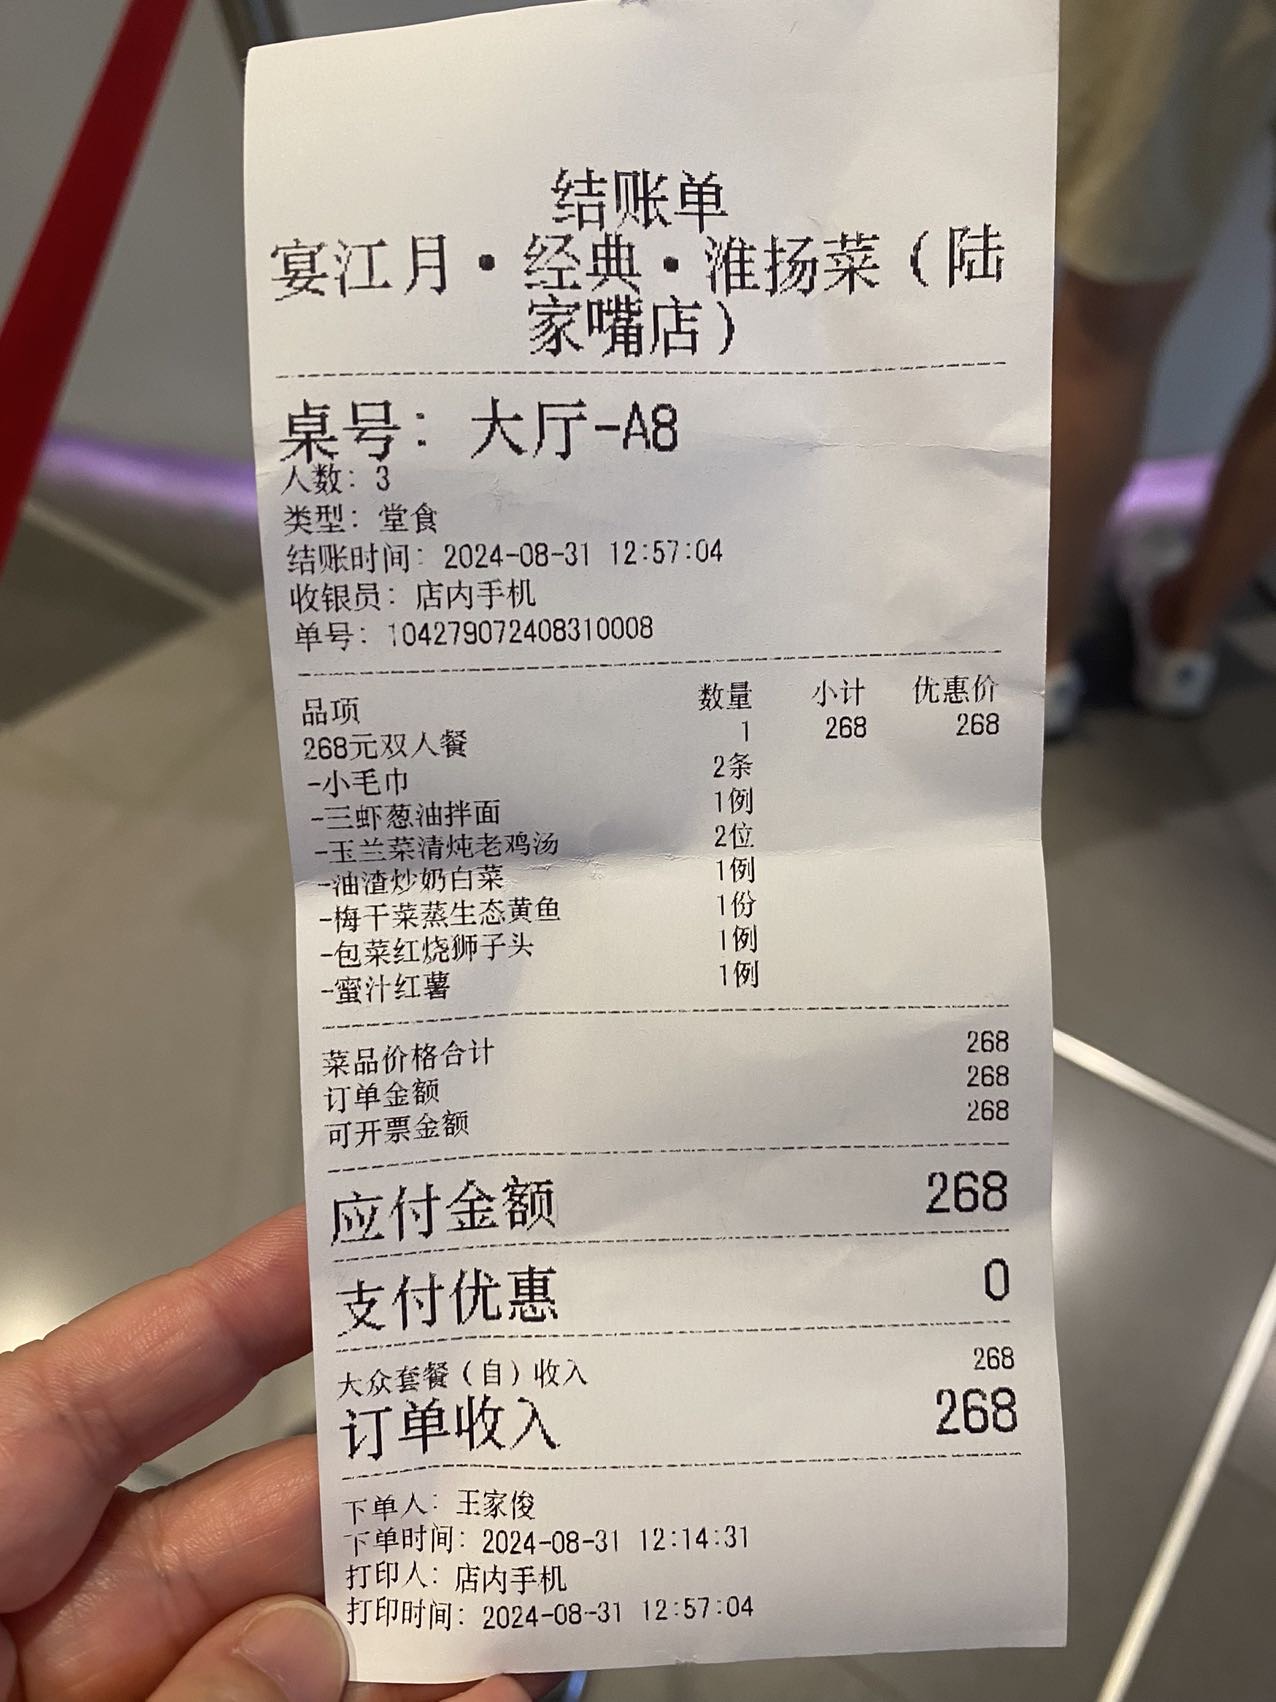 结账单
宴江月·经典·淮扬菜(陆
家嘴店)
桌号: 大厅-A8
人数: 3
类型: 堂食
结账时间: 2024-08-31 12:57:04
收银员: 店内手机
单号: 104279072408310008
品项 数量 小计 优惠价
268元双人餐 1 268 268
-小毛巾 2条
-三虾葱油拌面 1例
-玉兰菜清炖老鸡汤 2位
-油渣炒奶白菜 1例
-梅干菜蒸生态黄鱼 1份
-包菜红烧狮子头 1例
-蜜汁红薯 1例
菜品价格合计 268
订单金额 268
可开票金额 268
应付金额 268
支付优惠 0
大众套餐(自)收入 268
订单收入 268
下单人: 王家俊
下单时间: 2024-08-31 12:14:31
打印人: 店内手机
打印时间: 2024-08-31 12:57:04